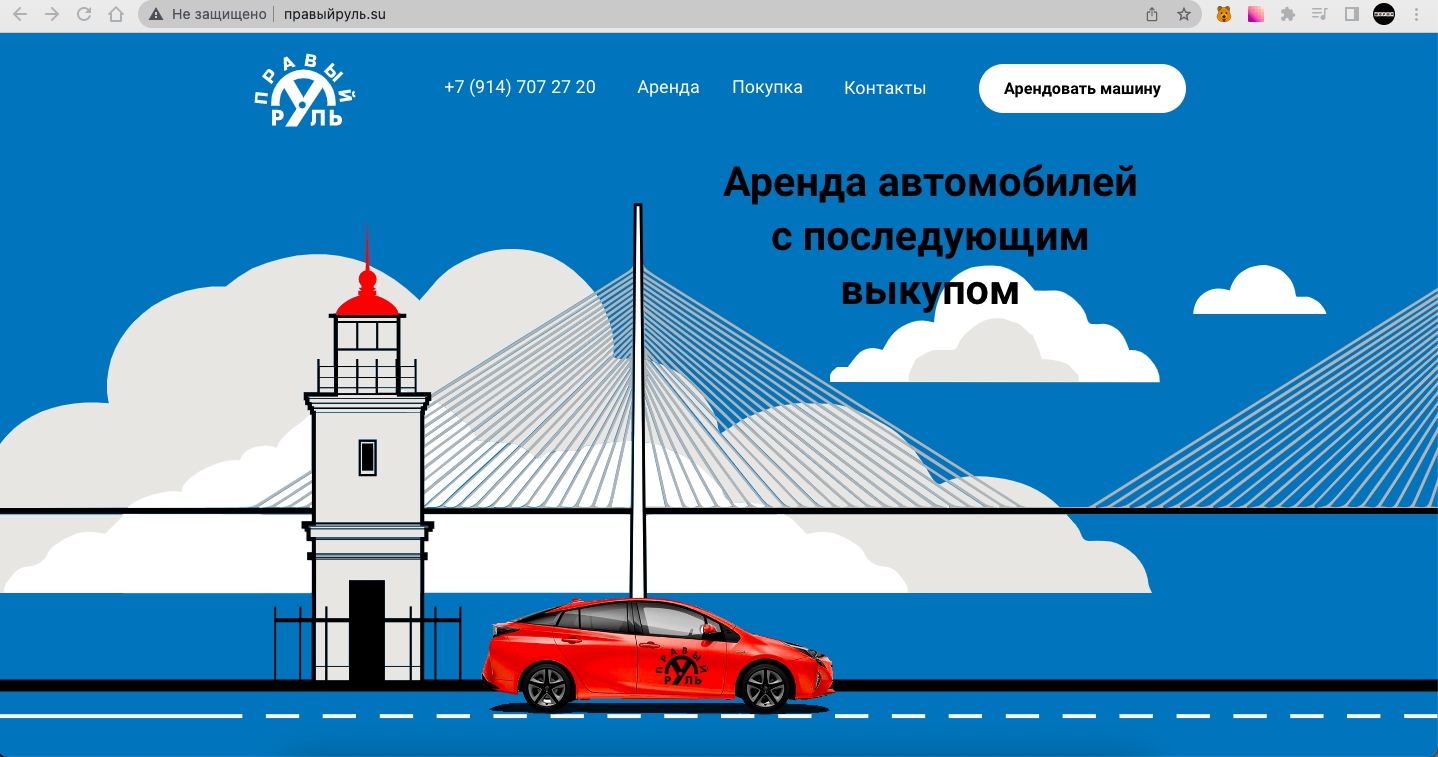 Не защищено
правыйруль.su
ПРАВЫЙ
РУЛЬ
+7 (914) 707 27 20
Аренда
Покупка
Контакты
Арендовать машину
Аренда автомобилей
с последующим
выкупом
ПРАВЫЙ
РУЛЬ